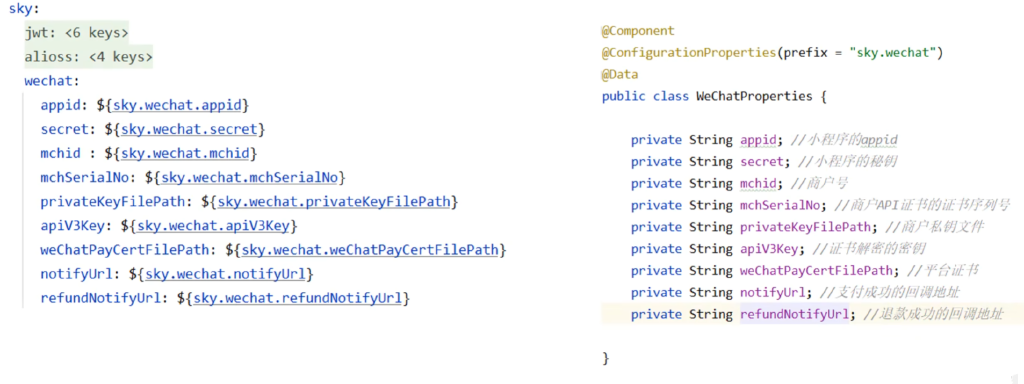 sky:
jwt: <6 keys>
alioss: <4 keys>
wechat:
appid: ${sky.wechat.appid}
secret: ${sky.wechat.secret}
mchid : ${sky.wechat.mchid}
mchSerialNo: ${sky.wechat.mchSerialNo}
privateKeyFilePath: ${sky.wechat.privateKeyFilePath}
apiV3Key: ${sky.wechat.apiV3Key}
weChatPayCertFilePath: ${sky.wechat.weChatPayCertFilePath}
notifyUrl: ${sky.wechat.notifyUrl}
refundNotifyUrl: ${sky.wechat.refundNotifyUrl}
@Component
@ConfigurationProperties(prefix = "sky.wechat")
@Data
public class WeChatProperties {
private String appid; //小程序的appid
private String secret; //小程序的秘钥
private String mchid; //商户号
private String mchSerialNo; //商户API证书的证书序列号
private String privateKeyFilePath; //商户私钥文件
private String apiV3Key; //证书解密的密钥
private String weChatPayCertFilePath; //平台证书
private String notifyUrl; //支付成功的回调地址
private String refundNotifyUrl; //退款成功的回调地址
}